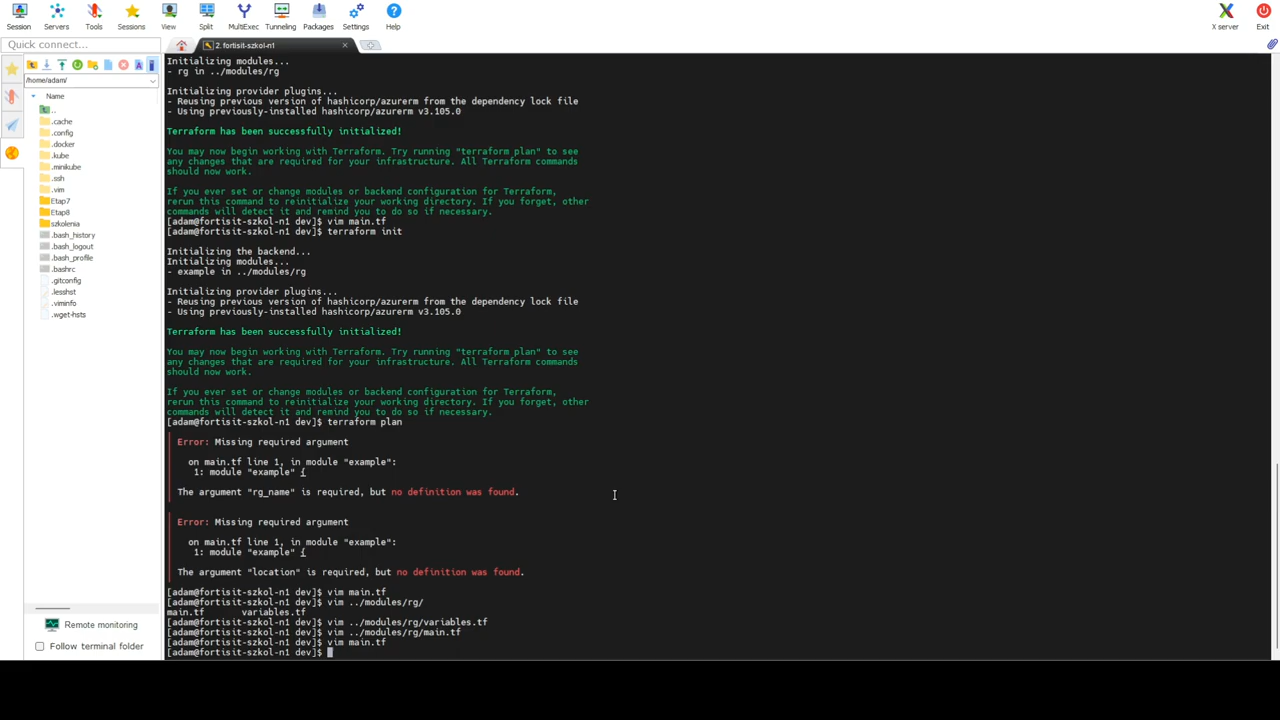 Session Servers Tools Sessions View Split MultiExec Tunneling Packages Settings Help X server Exit
Quick connect...
2. fortisit-szkol-n1
/home/adam/
Name
..
.cache
.config
.docker
.kube
.minikube
.ssh
.vim
Etap7
Etap8
szkolenia
.bash_history
.bash_logout
.bash_profile
.bashrc
.gitconfig
.lesshst
.viminfo
.wget-hsts
Remote monitoring
Follow terminal folder
Initializing modules...
- rg in ../modules/rg
Initializing provider plugins...
- Reusing previous version of hashicorp/azurerm from the dependency lock file
- Using previously-installed hashicorp/azurerm v3.105.0
Terraform has been successfully initialized!
You may now begin working with Terraform. Try running "terraform plan" to see
any changes that are required for your infrastructure. All Terraform commands
should now work.
If you ever set or change modules or backend configuration for Terraform,
rerun this command to reinitialize your working directory. If you forget, other
commands will detect it and remind you to do so if necessary.
[adam@fortisit-szkol-n1 dev]$ vim main.tf
[adam@fortisit-szkol-n1 dev]$ terraform init
Initializing the backend...
Initializing modules...
- example in ../modules/rg
Initializing provider plugins...
- Reusing previous version of hashicorp/azurerm from the dependency lock file
- Using previously-installed hashicorp/azurerm v3.105.0
Terraform has been successfully initialized!
You may now begin working with Terraform. Try running "terraform plan" to see
any changes that are required for your infrastructure. All Terraform commands
should now work.
If you ever set or change modules or backend configuration for Terraform,
rerun this command to reinitialize your working directory. If you forget, other
commands will detect it and remind you to do so if necessary.
[adam@fortisit-szkol-n1 dev]$ terraform plan
Error: Missing required argument
on main.tf line 1, in module "example":
1: module "example" {
The argument "rg_name" is required, but no definition was found.
Error: Missing required argument
on main.tf line 1, in module "example":
1: module "example" {
The argument "location" is required, but no definition was found.
[adam@fortisit-szkol-n1 dev]$ vim main.tf
[adam@fortisit-szkol-n1 dev]$ vim ../modules/rg/
main.tf variables.tf
[adam@fortisit-szkol-n1 dev]$ vim ../modules/rg/variables.tf
[adam@fortisit-szkol-n1 dev]$ vim ../modules/rg/main.tf
[adam@fortisit-szkol-n1 dev]$ vim main.tf
[adam@fortisit-szkol-n1 dev]$